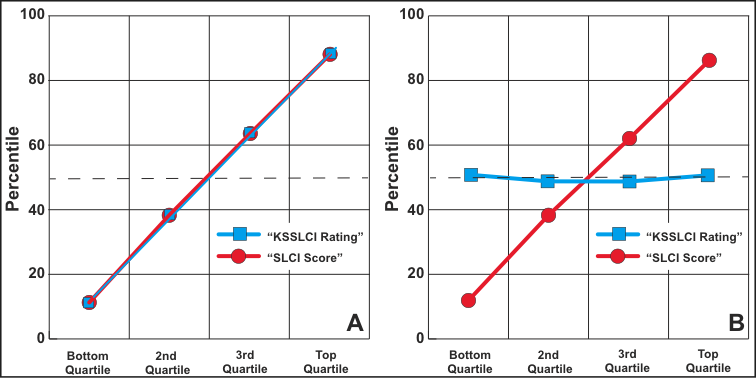 100
80
60
40
20
0
Percentile
“KSSLCI Rating”
“SLCI Score”
A
Bottom
Quartile
2nd
Quartile
3rd
Quartile
Top
Quartile
100
80
60
40
20
0
Percentile
“KSSLCI Rating”
“SLCI Score”
B
Bottom
Quartile
2nd
Quartile
3rd
Quartile
Top
Quartile